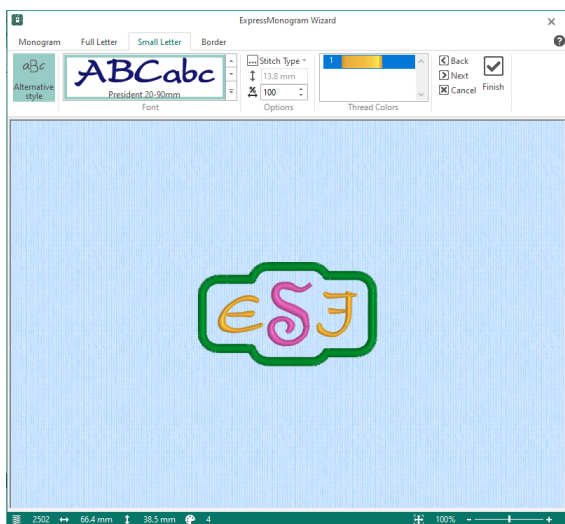 ExpressMonogram Wizard
Monogram Full Letter Small Letter Border
aBc
Alternative style
ABCabc
President 20-90mm
Font
Stitch Type
13.8 mm
100
Options
1
Thread Colors
Back
Next
Cancel
Finish
ESJ
2502 66.4 mm 38.5 mm 4 100% - +